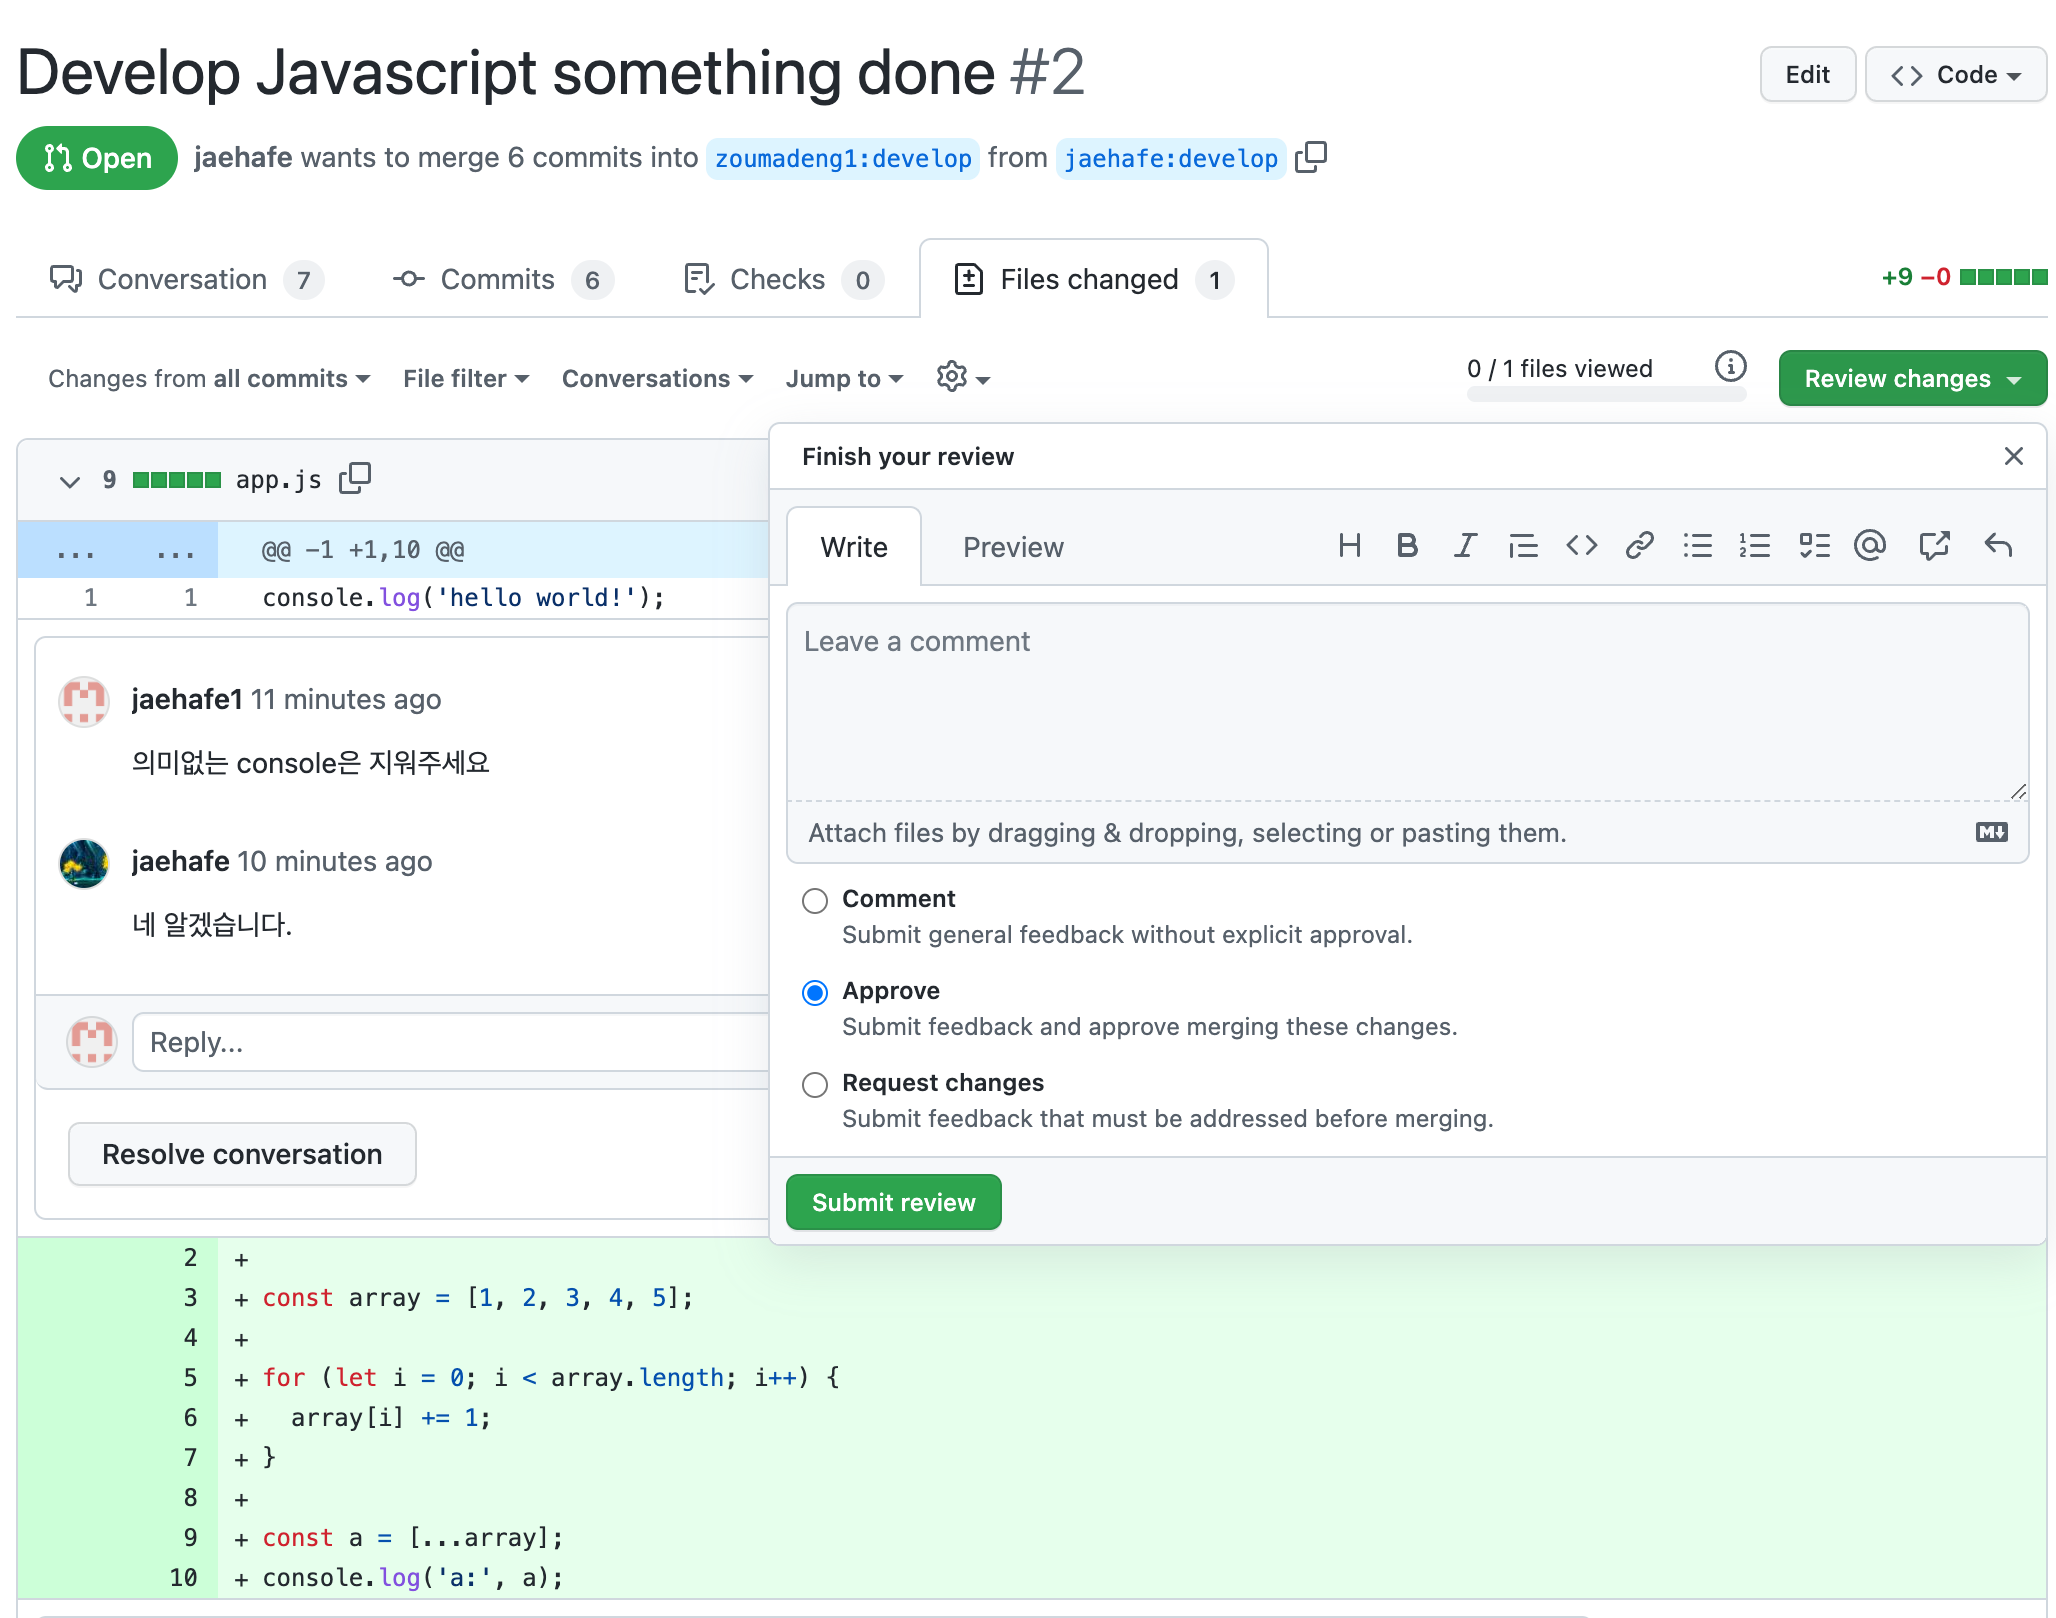 Develop Javascript something done #2
Edit
Code
Open
jaehafe wants to merge 6 commits into zoumadeng1:develop from jaehafe:develop
Conversation 7
Commits 6
Checks 0
Files changed 1
+9 −0
Changes from all commits
File filter
Conversations
Jump to
0 / 1 files viewed
Review changes
9 app.js
... ... @@ -1 +1,10 @@
1 1 console.log('hello world!');
jaehafe1 11 minutes ago
의미없는 console은 지워주세요
jaehafe 10 minutes ago
네 알겠습니다.
Reply...
Resolve conversation
Finish your review
Write
Preview
Leave a comment
Attach files by dragging & dropping, selecting or pasting them.
Comment
Submit general feedback without explicit approval.
Approve
Submit feedback and approve merging these changes.
Request changes
Submit feedback that must be addressed before merging.
Submit review
2 +
3 + const array = [1, 2, 3, 4, 5];
4 +
5 + for (let i = 0; i < array.length; i++) {
6 +   array[i] += 1;
7 + }
8 +
9 + const a = [...array];
10 + console.log('a:', a);